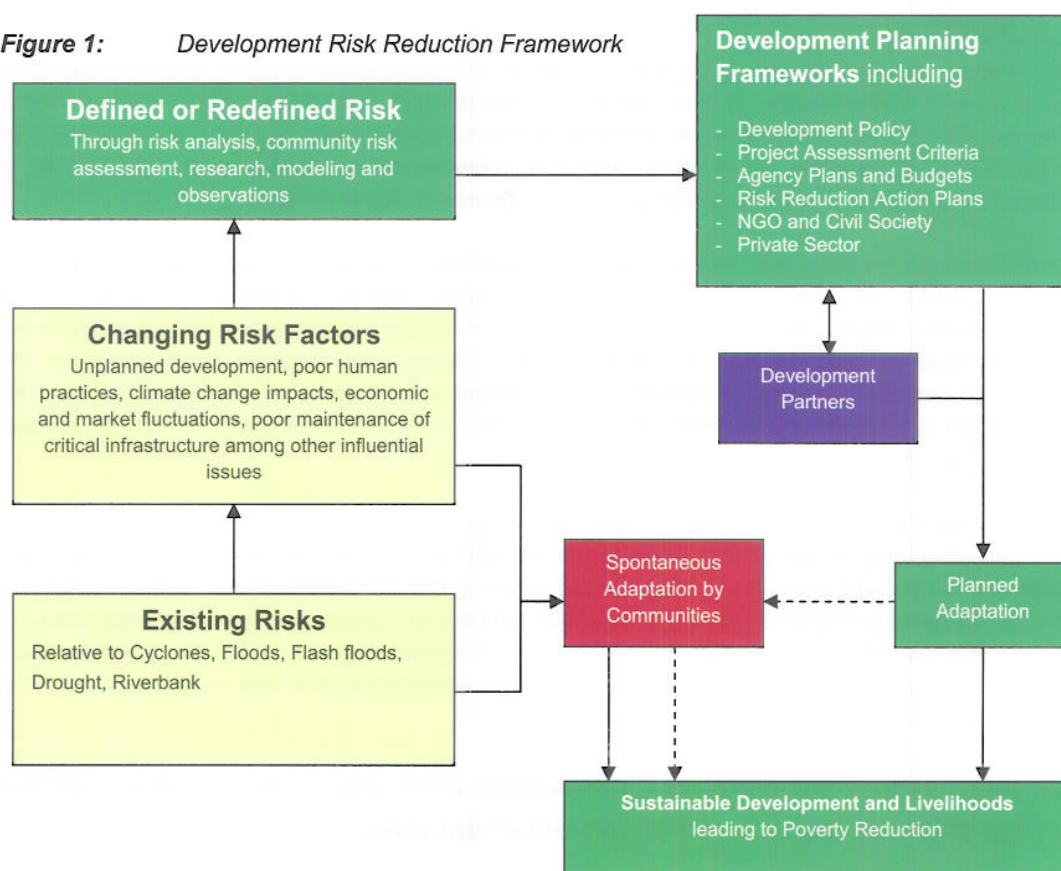 Figure 1: Development Risk Reduction Framework
Defined or Redefined Risk
Through risk analysis, community risk
assessment, research, modeling and
observations
Development Planning
Frameworks including
- Development Policy
- Project Assessment Criteria
- Agency Plans and Budgets
- Risk Reduction Action Plans
- NGO and Civil Society
- Private Sector
Changing Risk Factors
Unplanned development, poor human
practices, climate change impacts, economic
and market fluctuations, poor maintenance of
critical infrastructure among other influential
issues
Development
Partners
Existing Risks
Relative to Cyclones, Floods, Flash floods,
Drought, Riverbank
Spontaneous
Adaptation by
Communities
Planned
Adaptation
Sustainable Development and Livelihoods
leading to Poverty Reduction